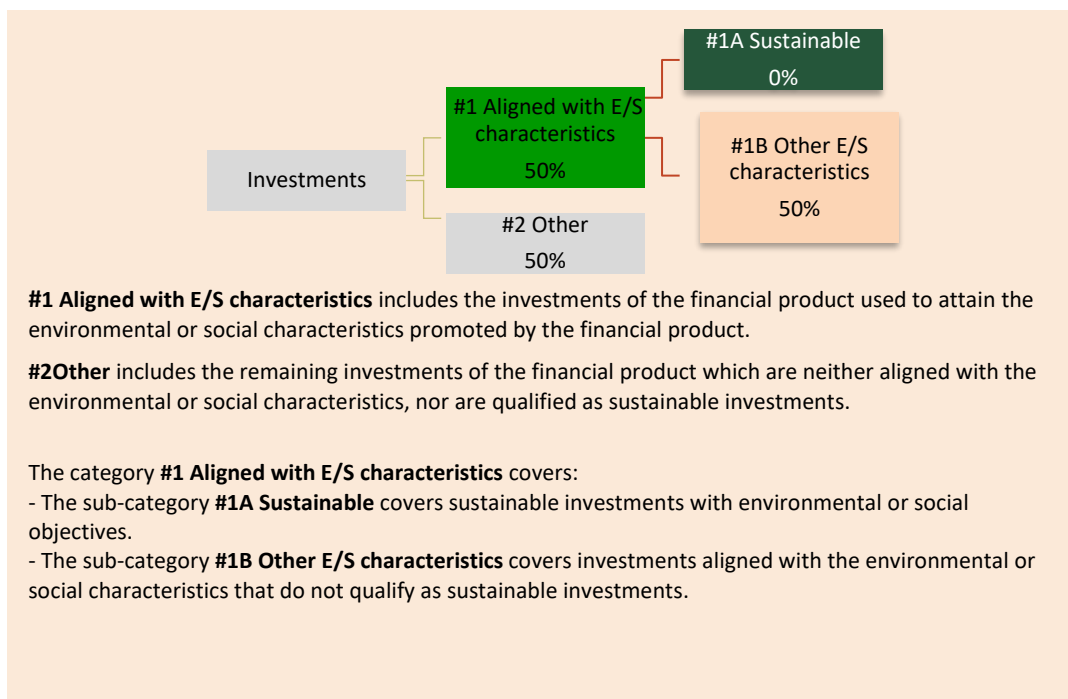 #1A Sustainable
0%
#1 Aligned with E/S
characteristics
50%
#1B Other E/S
characteristics
50%
Investments
#2 Other
50%
#1 Aligned with E/S characteristics includes the investments of the financial product used to attain the
environmental or social characteristics promoted by the financial product.
#2Other includes the remaining investments of the financial product which are neither aligned with the
environmental or social characteristics, nor are qualified as sustainable investments.
The category #1 Aligned with E/S characteristics covers:
- The sub-category #1A Sustainable covers sustainable investments with environmental or social
objectives.
- The sub-category #1B Other E/S characteristics covers investments aligned with the environmental or
social characteristics that do not qualify as sustainable investments.